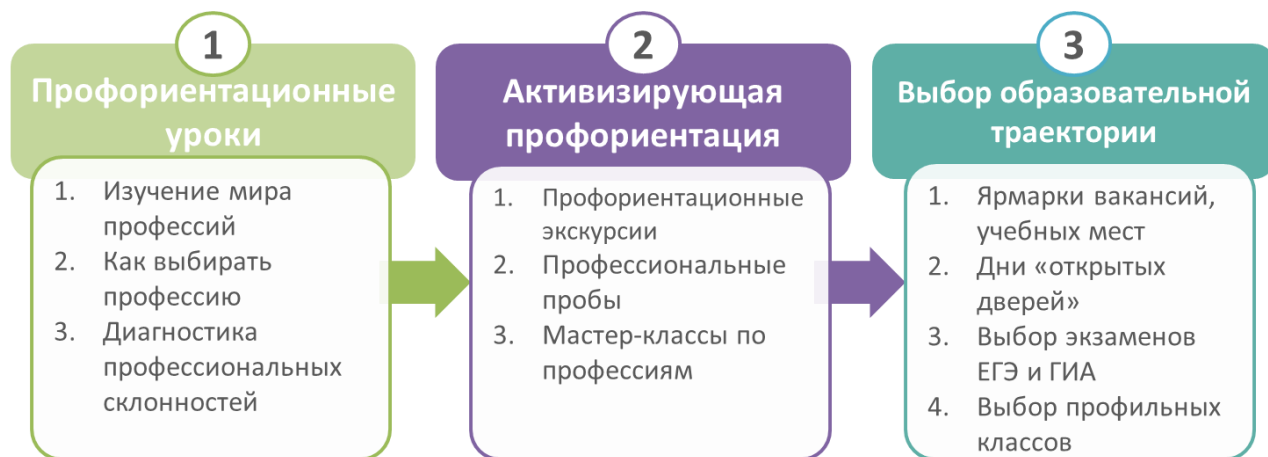 1
Профориентационные
уроки
1. Изучение мира
профессий
2. Как выбирать
профессию
3. Диагностика
профессиональных
склонностей
2
Активизирующая
профориентация
1. Профориентационные
экскурсии
2. Профессиональные
пробы
3. Мастер-классы по
профессиям
3
Выбор образовательной
траектории
1. Ярмарки вакансий,
учебных мест
2. Дни «открытых
дверей»
3. Выбор экзаменов
ЕГЭ и ГИА
4. Выбор профильных
классов